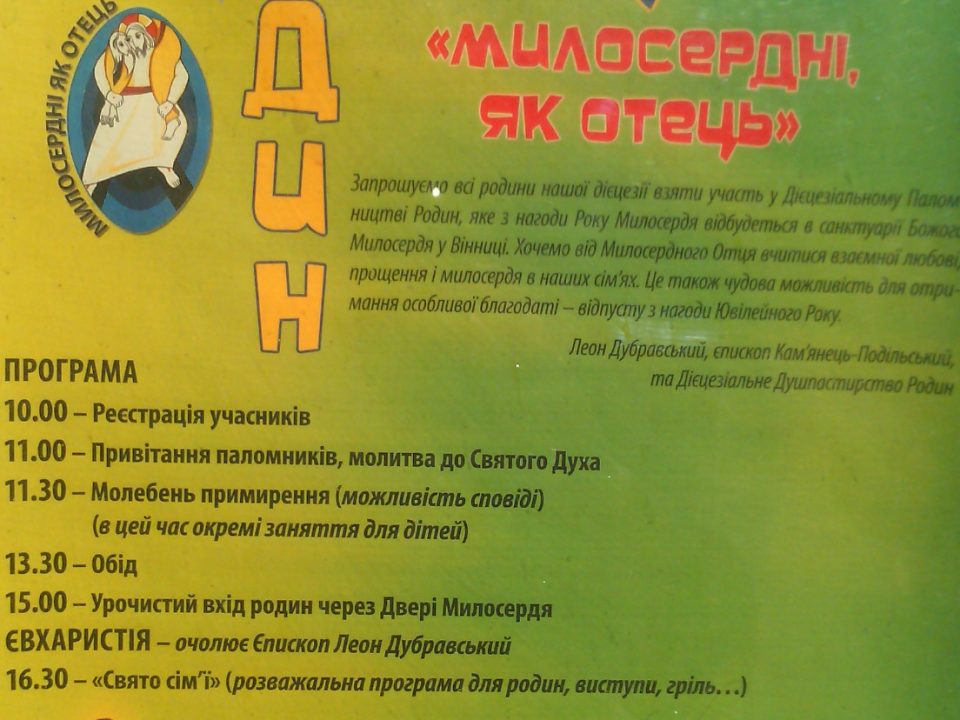 МИЛОСЕРДНІ ЯК ОТЕЦЬ
ДИН
«МИЛОСЕРДНІ,
ЯК ОТЕЦЬ»
Запрошуємо всі родини нашої дієцезії взяти участь у Дієцезіальному Палом
ництві Родин, яке з нагоди Року Милосердя відбудеться в санктуарії Божого
Милосердя у Вінниці. Хочемо від Милосердного Отця вчитися взаємної любові,
прощення і милосердя в наших сім'ях. Це також чудова можливість для отри-
мання особливої благодаті – відпусту з нагоди Ювілейного Року.
Леон Дубравський, єпископ Кам'янець-Подільський,
та Дієцезіальне Душпастирство Родин
ПРОГРАМА
10.00 – Реєстрація учасників
11.00 – Привітання паломників, молитва до Святого Духа
11.30 – Молебень примирення (можливість сповіді)
(в цей час окремі заняття для дітей)
13.30 – Обід
15.00 – Урочистий вхід родин через Двері Милосердя
ЄВХАРИСТІЯ – очолює Єпископ Леон Дубравський
16.30 – «Свято сім'ї» (розважальна програма для родин, виступи, гріль…)